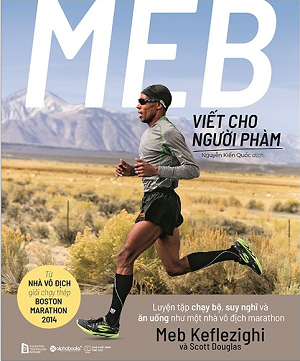 MEB
VIẾT CHO
NGƯỜI PHÀM
Nguyễn Kiến Quốc dịch
Từ
NHÀ VÔ ĐỊCH
giải chạy thép
BOSTON
MARATHON
2014
Luyện tập chạy bộ, suy nghĩ và
ăn uống như một nhà vô địch marathon
Meb Keflezighi
và Scott Douglas
alphabooks